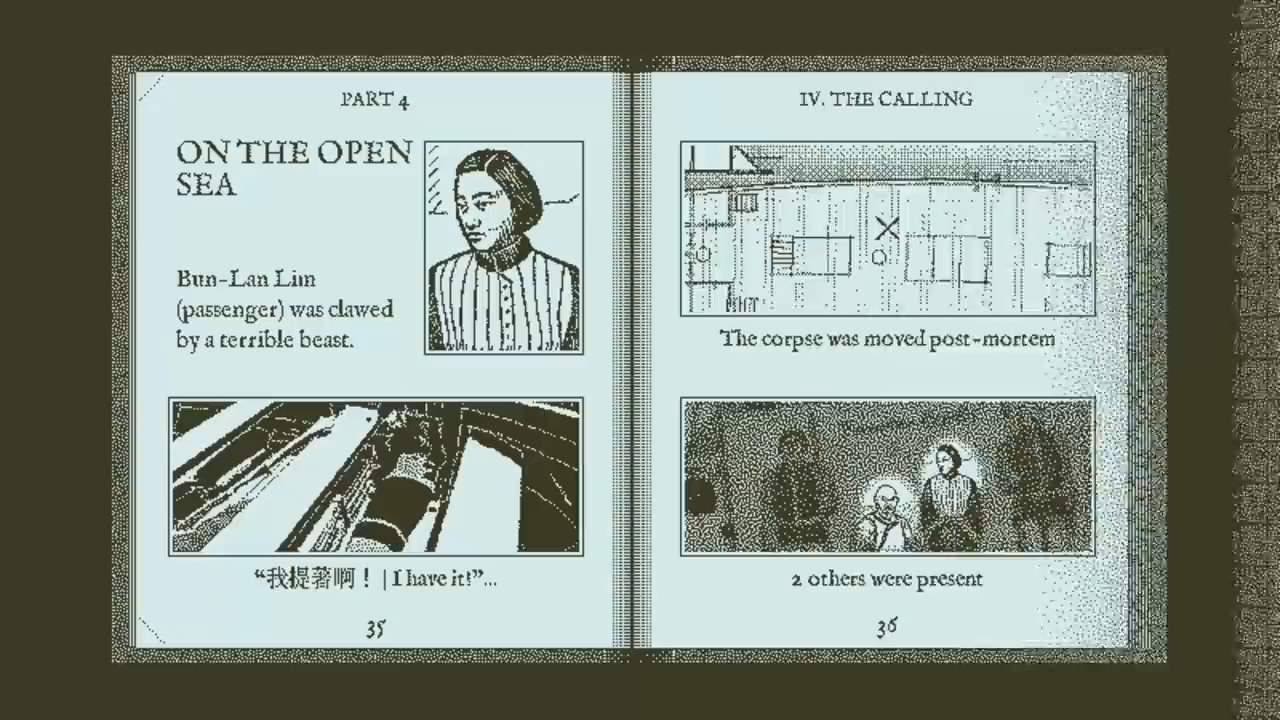 PART 4
ON THE OPEN
SEA
Bun-Lan Lim
(passenger) was clawed
by a terrible beast.
“我提著啊！ | I have it!”...
35
IV. THE CALLING
The corpse was moved post-mortem
2 others were present
36